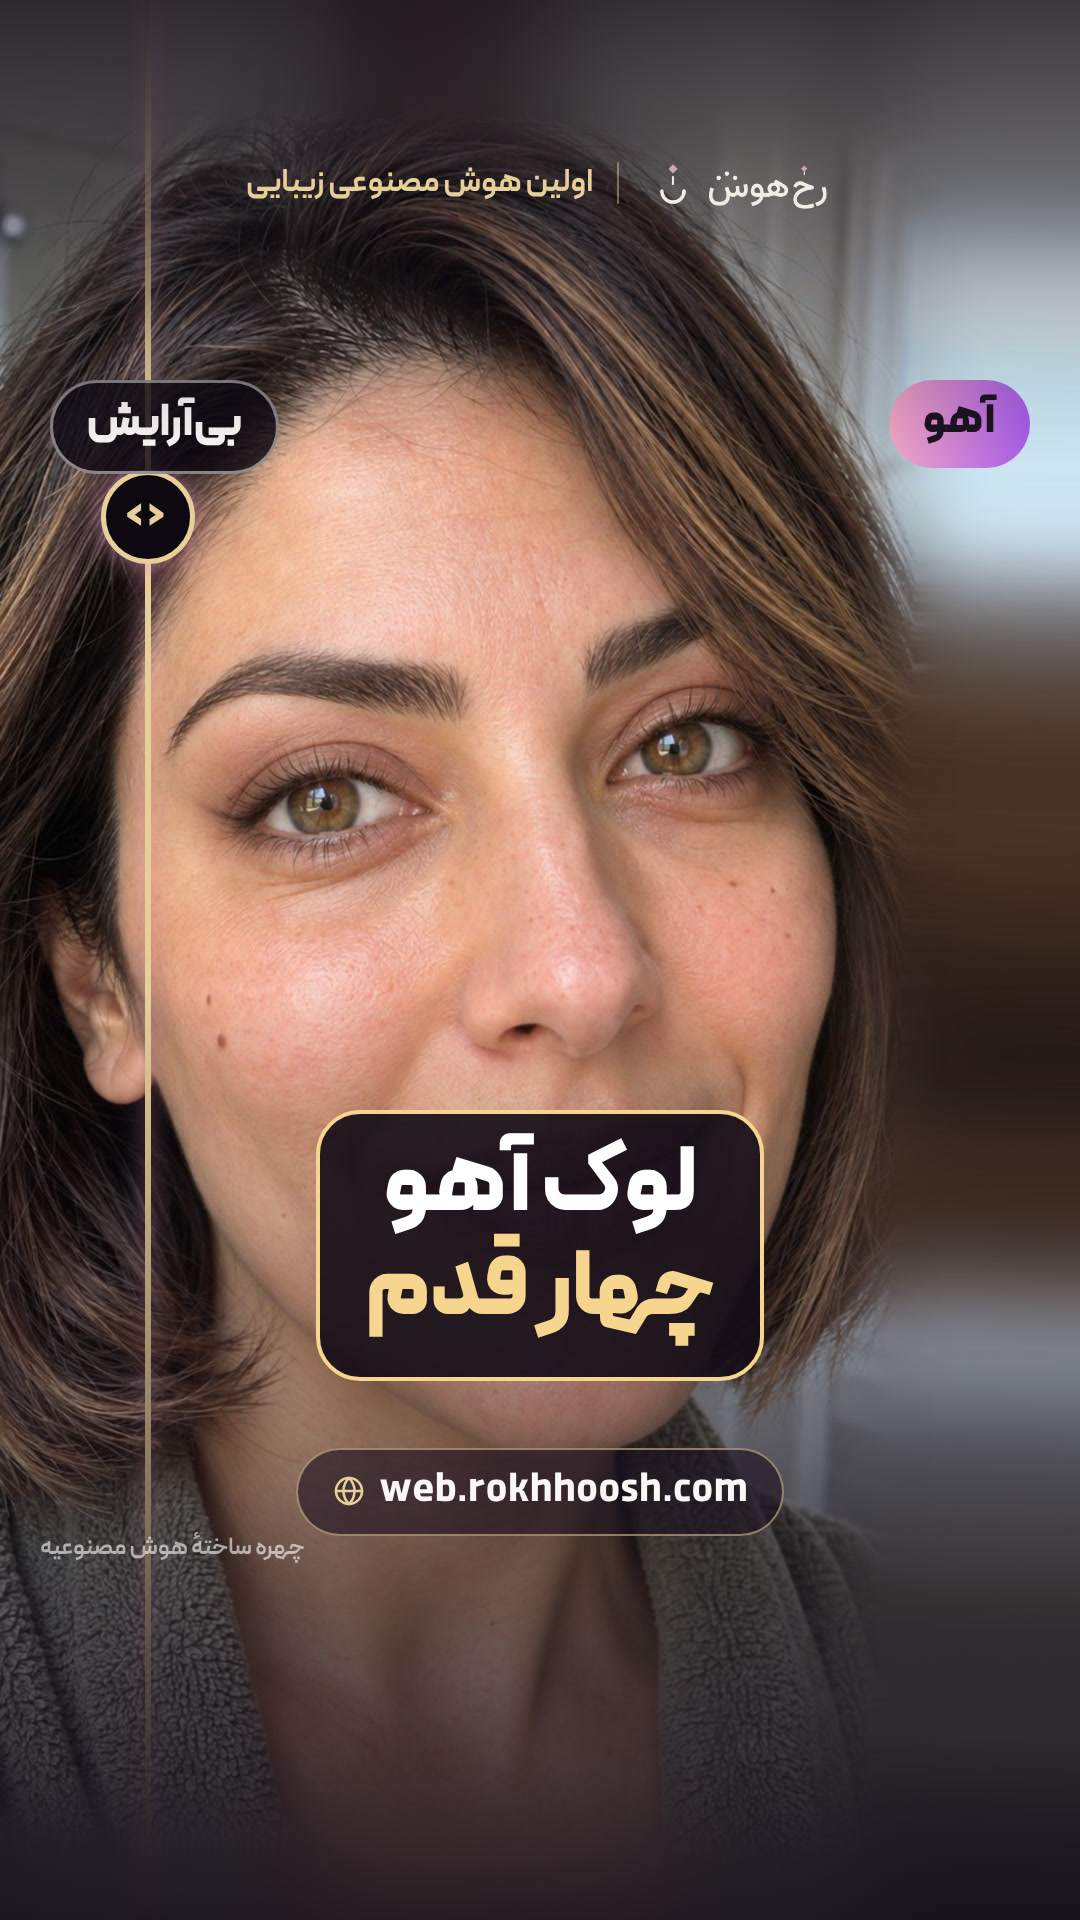 رخ هوش | اولین هوش مصنوعی زیبایی
آهو
بی‌آرایش
لوک آهو
چهار قدم
web.rokhhoosh.com
چهره ساختهٔ هوش مصنوعیه